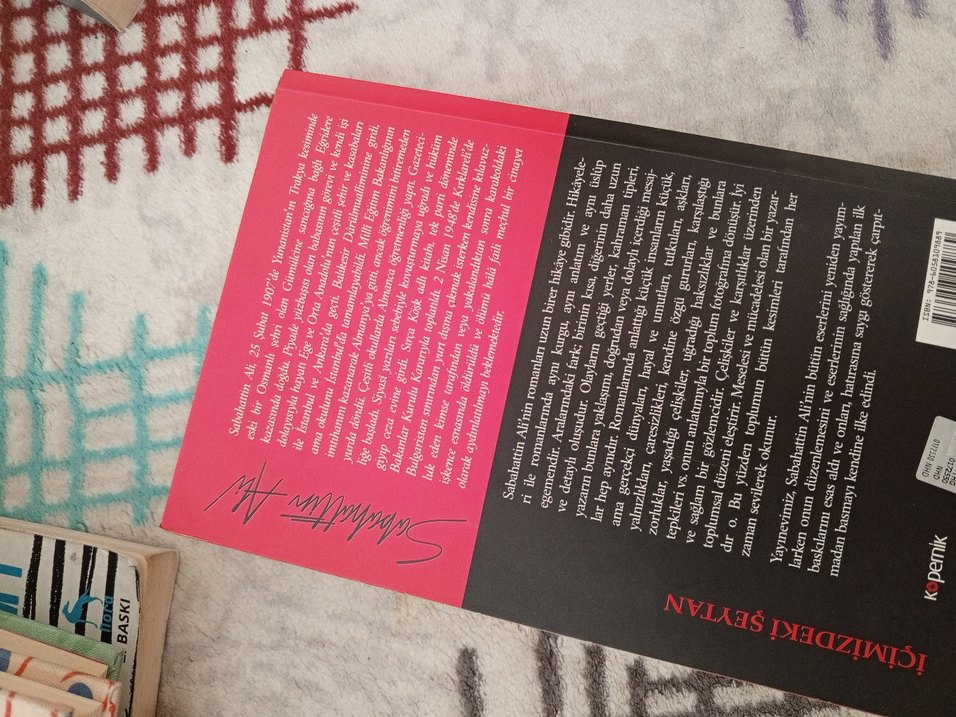 Sabahattin Ali
Sabahattin Ali, 25 Şubat 1907'de Yunanistan'ın Trakya kesiminde
eski bir Osmanlı şehri olan Gümülcine sancağına bağlı Eğridere
kazasında doğdu. Piyade yüzbaşısı olan babasının görevi ve kendi işi
dolayısıyla hayatı Ege ve Orta Anadolu'nun çeşitli şehir ve kazabaları
ile İstanbul ve Ankara'da geçti. Balıkesir Dârülmuallimînine girdi,
ama okulunu İstanbul'da tamamlayabildi. Milli Eğitim Bakanlığının
imtihanını kazanarak Almanya'ya gitti, ancak öğrenimini bitiremeden
yurda döndü. Çeşitli okullarda Almanca öğretmenliği yaptı. Gazeteci-
liğe başladı. Siyasi yazıları sebebiyle kovuşturmaya uğradı ve hüküm
giyip ceza evine girdi. Sırça Köşk adlı kitabı, tek parti döneminde
Bakanlar Kurulu Kararıyla toplatıldı. 2 Nisan 1948'de Kırklareli'de
Bulgaristan sınırından yurt dışına çıkmak isterken kendisine kılavuz-
luk eden kimse tarafından veya yakalandıktan sonra karakoldaki
işkence esnasında öldürüldü ve ölümü hâlâ faili meçhul bir cinayet
olarak aydınlatılmayı beklemektedir.
Sabahattin Ali'nin romanları uzun birer hikâye gibidir. Hikâyele-
ri ile romanlarında aynı kurgu, aynı anlatım ve aynı üslûp
egemendir. Aralarındaki fark; birinin kısa, diğerinin daha uzun
ve detaylı oluşudur. Olayların geçtiği yerler, kahraman tipleri,
yazarın bunlara yaklaşımı, doğrudan veya dolaylı içerdiği mesaj-
lar hep aynıdır. Romanlarında anlattığı küçük insanların küçük,
ama gerçekçi dünyaları, hayal ve umutları, tutkuları, aşkları,
yalnızlıkları, çaresizlikleri, kendine özgü gururları, karşılaştığı
zorluklar, yaşadığı çelişkiler, uğradığı haksızlıklar ve bunlara
tepkileri vs. onun anlatımıyla bir toplum fotoğrafına dönüşür. İyi
ve sağlam bir gözlemcidir. Çelişkiler ve karşıtlıklar üzerinden
toplumsal düzeni eleştirir. Meselesi ve mücadelesi olan bir yazar-
dır o. Bu yüzden toplumun bütün kesimleri tarafından her
zaman sevilerek okunur.
Yayınevimiz, Sabahattin Ali'nin bütün eserlerini yeniden yayım-
larken onun düzenlemesini ve eserlerinin sağlığında yapılan ilk
baskılarını esas aldı ve onları, hatırasına saygı göstererek çarpıt-
madan basmayı kendine ilke edindi.
İÇİMİZDEKİ ŞEYTAN
kopernik
flora
BASKI